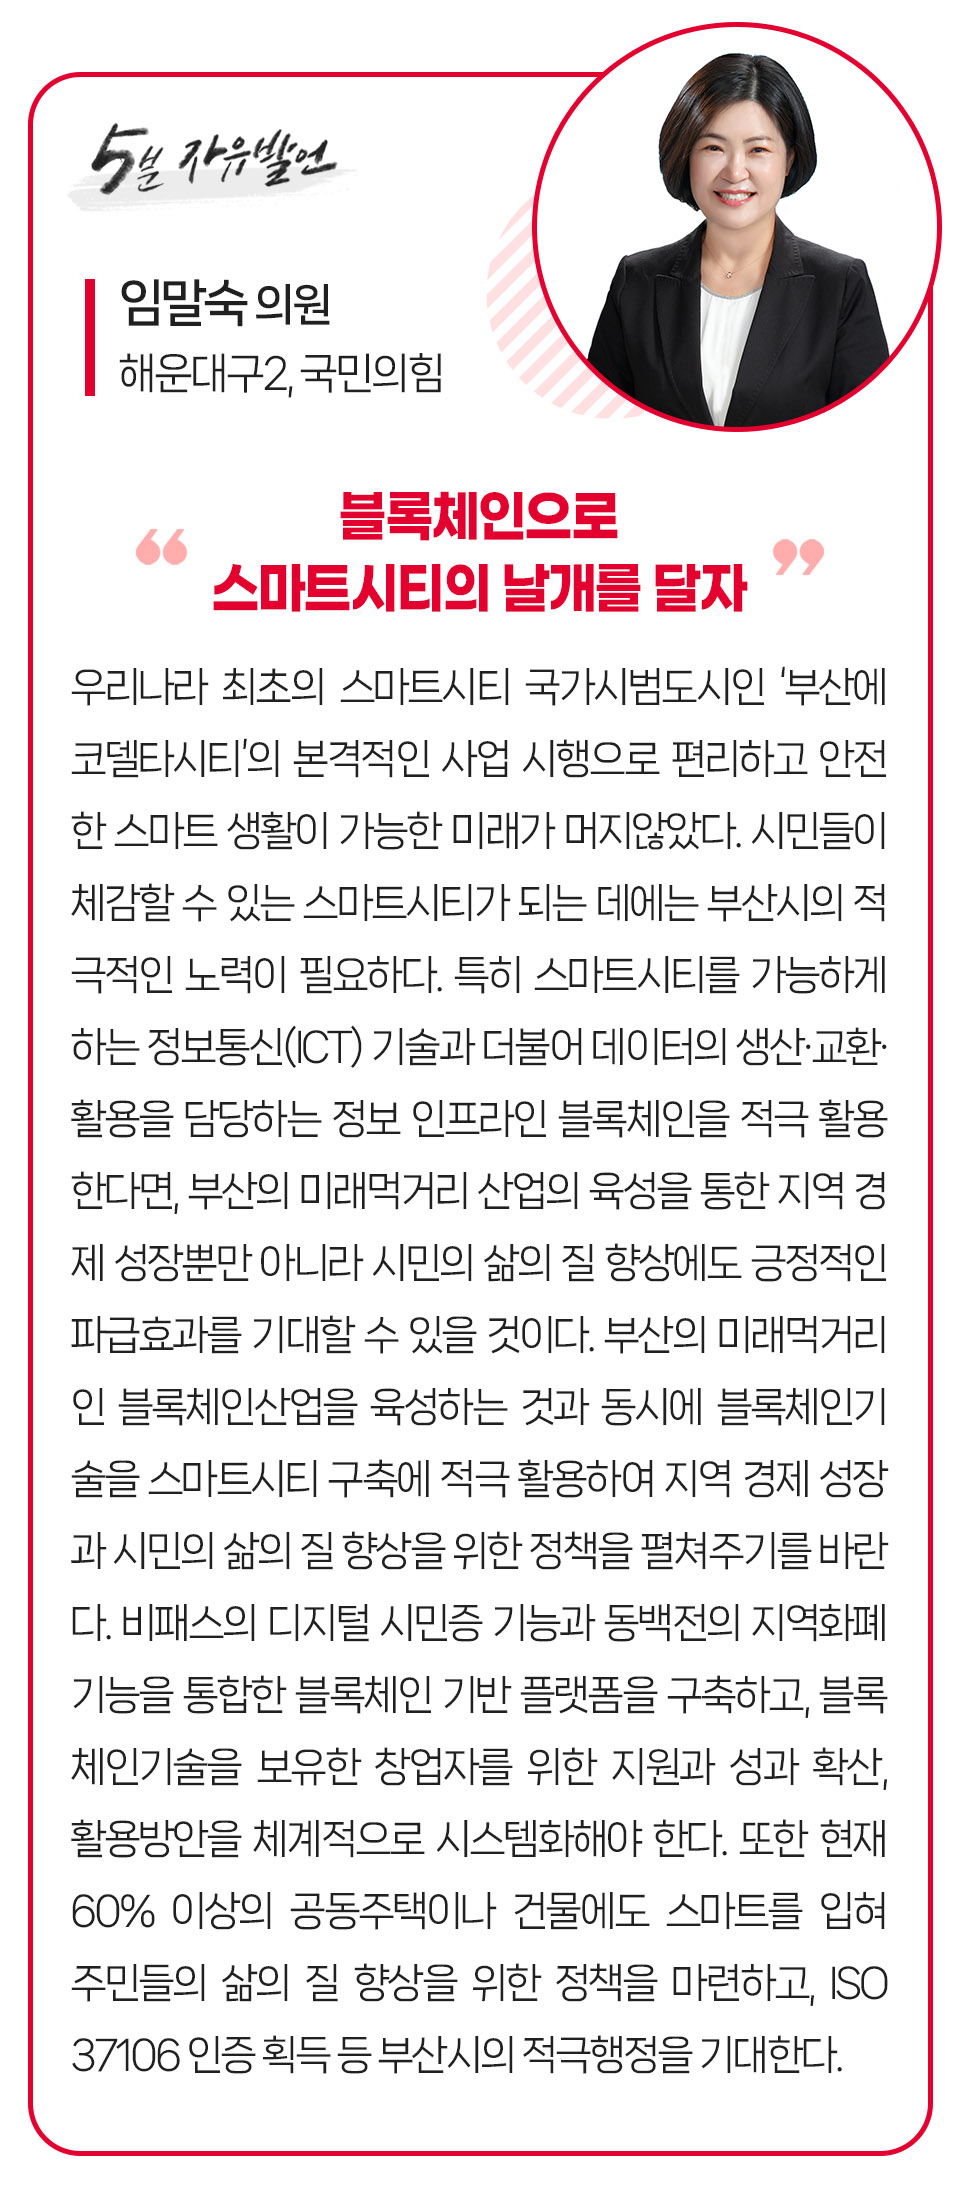 5분 자유발언
임말숙 의원
해운대구2, 국민의힘
“ 블록체인으로
스마트시티의 날개를 달자 ”
우리나라 최초의 스마트시티 국가시범도시인 ‘부산에
코델타시티’의 본격적인 사업 시행으로 편리하고 안전
한 스마트 생활이 가능한 미래가 머지않았다. 시민들이
체감할 수 있는 스마트시티가 되는 데에는 부산시의 적
극적인 노력이 필요하다. 특히 스마트시티를 가능하게
하는 정보통신(ICT) 기술과 더불어 데이터의 생산·교환·
활용을 담당하는 정보 인프라인 블록체인을 적극 활용
한다면, 부산의 미래먹거리 산업의 육성을 통한 지역 경
제 성장뿐만 아니라 시민의 삶의 질 향상에도 긍정적인
파급효과를 기대할 수 있을 것이다. 부산의 미래먹거리
인 블록체인산업을 육성하는 것과 동시에 블록체인기
술을 스마트시티 구축에 적극 활용하여 지역 경제 성장
과 시민의 삶의 질 향상을 위한 정책을 펼쳐주기를 바란
다. 비패스의 디지털 시민증 기능과 동백전의 지역화폐
기능을 통합한 블록체인 기반 플랫폼을 구축하고, 블록
체인기술을 보유한 창업자를 위한 지원과 성과 확산,
활용방안을 체계적으로 시스템화해야 한다. 또한 현재
60% 이상의 공동주택이나 건물에도 스마트를 입혀
주민들의 삶의 질 향상을 위한 정책을 마련하고, ISO
37106 인증 획득 등 부산시의 적극행정을 기대한다.